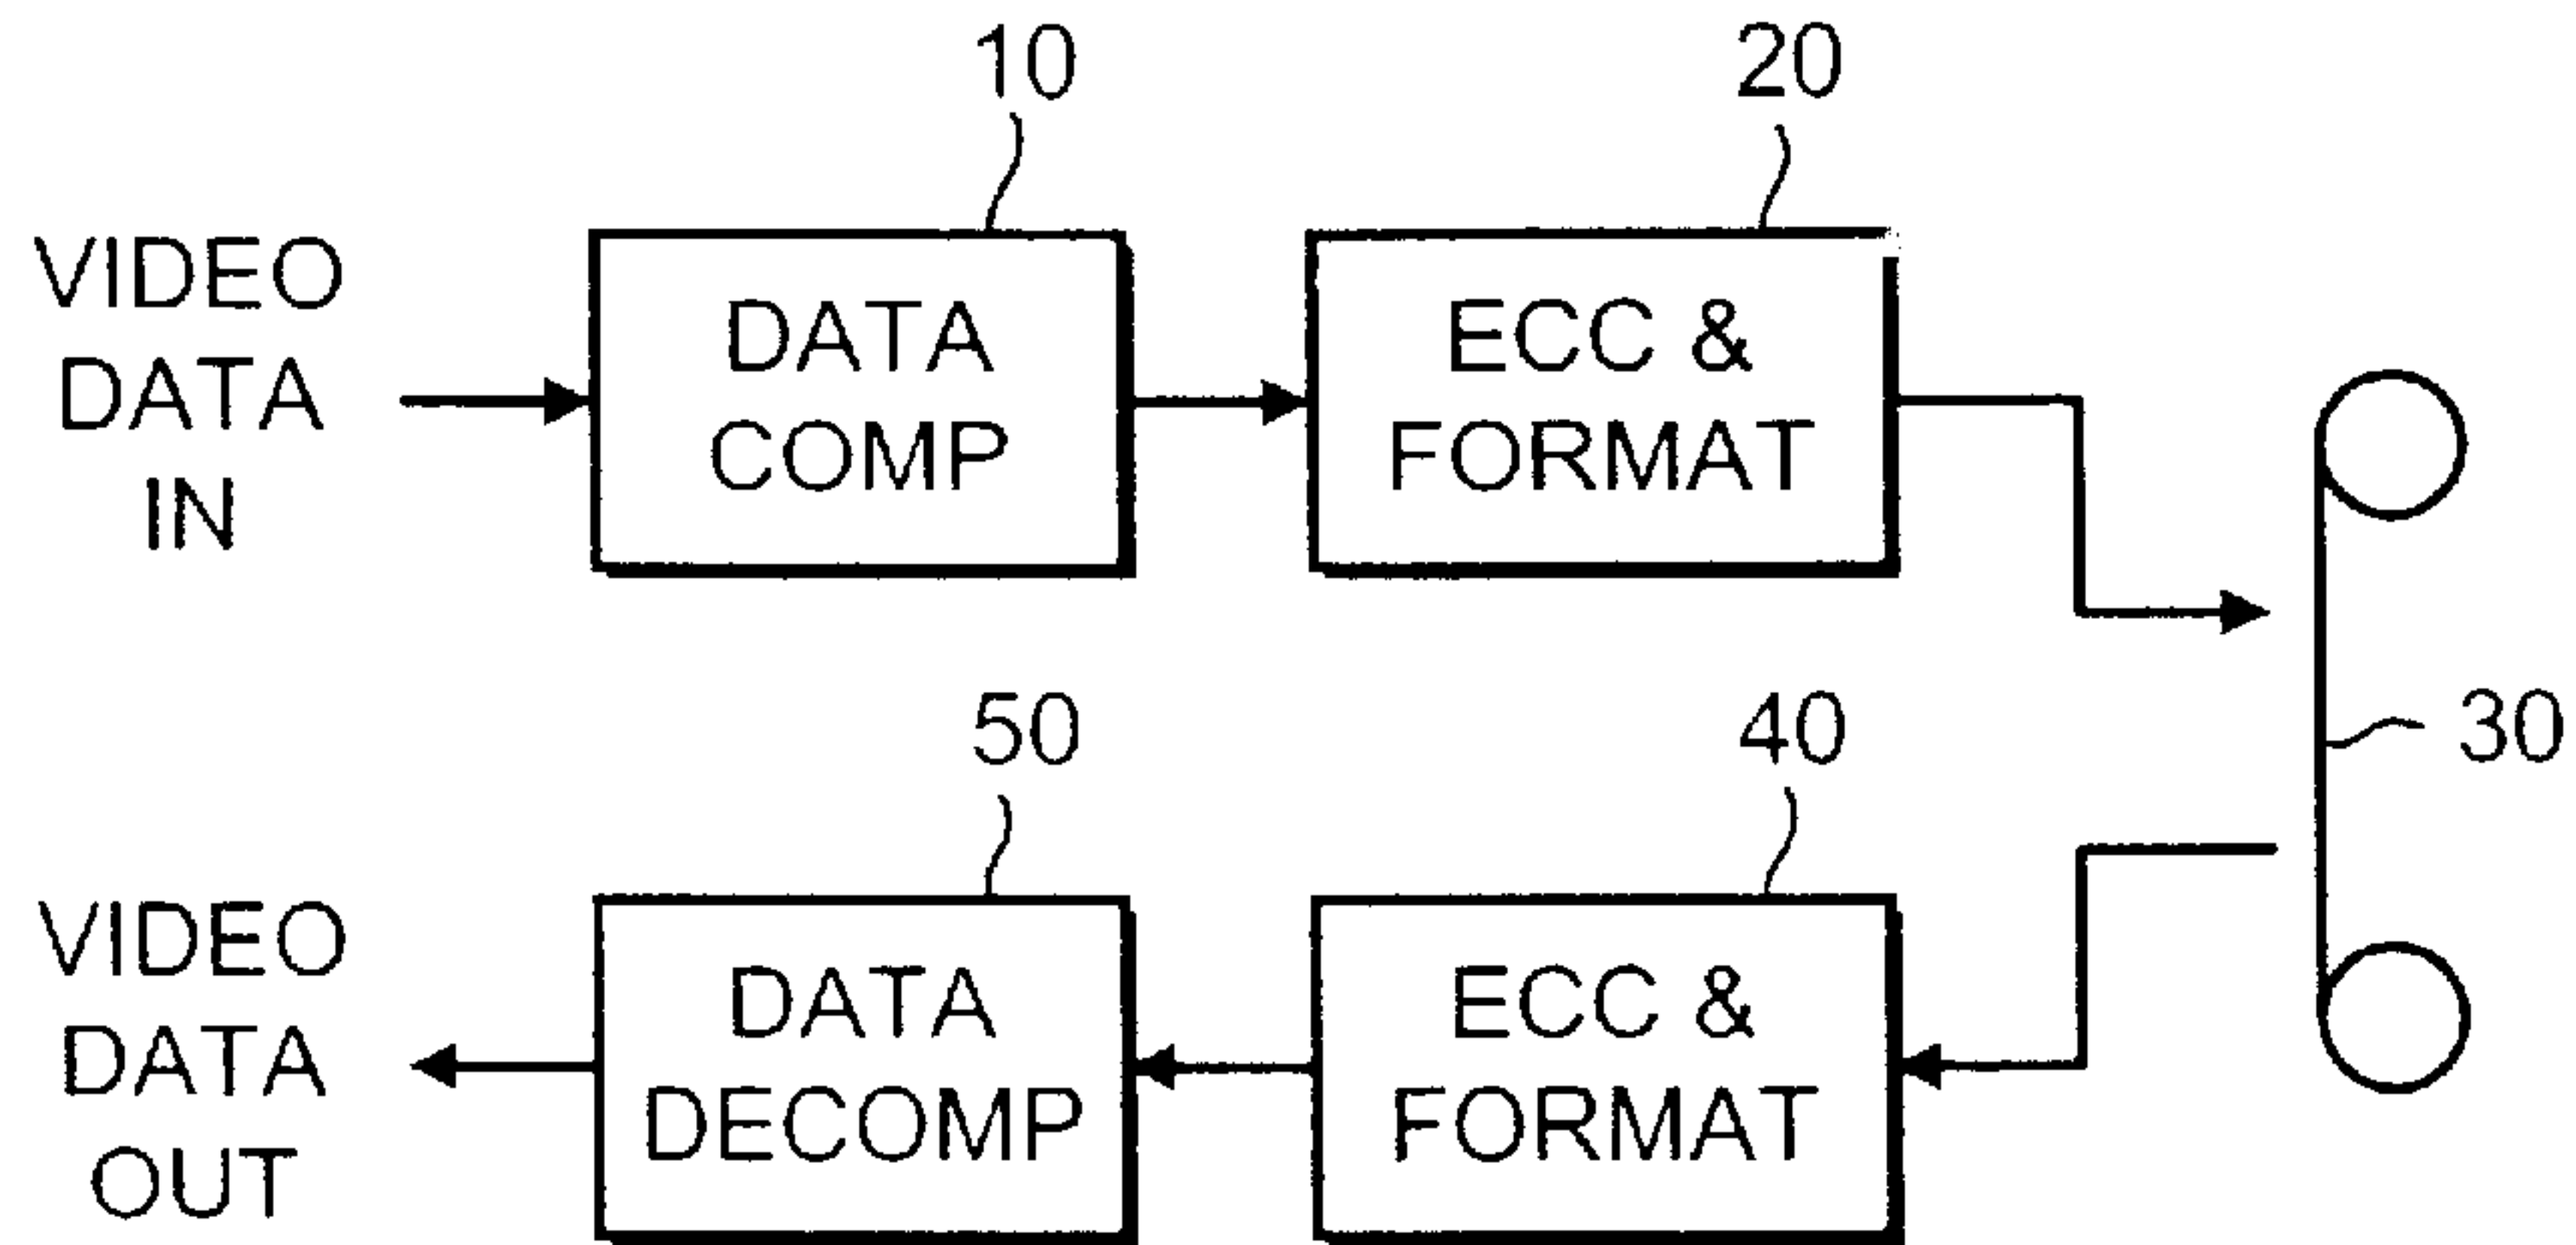 10
20
VIDEO
DATA
IN
DATA
COMP
ECC &
FORMAT
30
50
40
VIDEO
DATA
OUT
DATA
DECOMP
ECC &
FORMAT